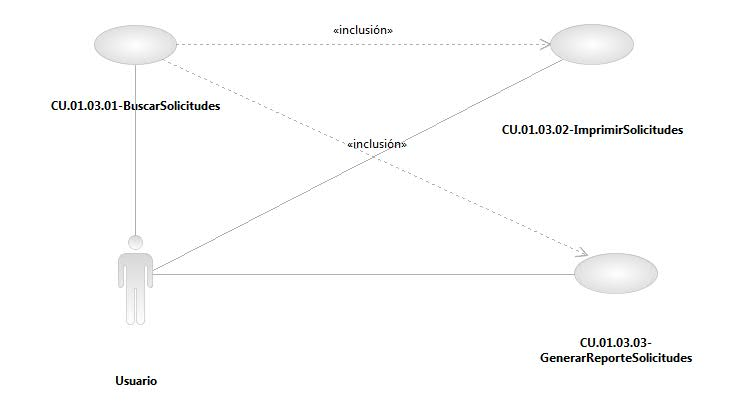 «inclusión»
CU.01.03.01-BuscarSolicitudes
CU.01.03.02-ImprimirSolicitudes
«inclusión»
CU.01.03.03-
GenerarReporteSolicitudes
Usuario